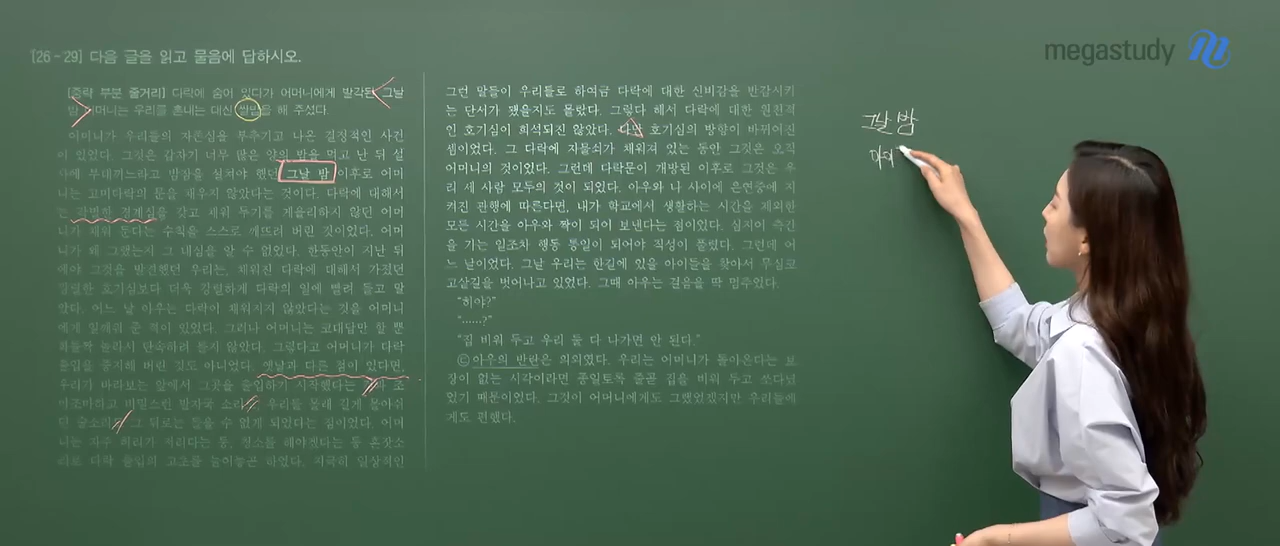 megastudy
[26~29] 다음 글을 읽고 물음에 답하시오.
[중략 부분 줄거리] 다락에 숨어 있다가 어머니에게 발각된 그날
밤 어머니는 우리를 혼내는 대신 쌀밥을 해 주셨다.
어머니가 우리들의 자존심을 부추기고 나온 결정적인 사건
이 있었다. 그것은 갑자기 너무 많은 양의 밥을 먹고 난 뒤 설
사에 부대끼느라고 밤잠을 설쳐야 했던 그날 밤 이후로 어머
니는 고미다락의 문을 채우지 않았다는 것이다. 다락에 대해서
는 각별한 경계심을 갖고 채워 두기를 게을리하시 않던 어머
니가 채워 둔다는 수칙을 스스로 깨뜨려 버린 것이었다. 어머
니가 왜 그랬는지 그 내심을 알 수 없었다. 한동안이 지난 뒤
에야 그것을 발견했던 우리는, 채워진 다락에 대해서 가졌던
강렬한 호기심보다 더욱 강렬하게 다락의 일에 빨려 들고 말
았다. 어느 날 아우는 다락이 채워지지 않았다는 것을 어머니
에게 일깨워 준 적이 있었다. 그러나 어머니는 코대답만 할 뿐
화들짝 놀라서 단속하려 들지 않았다. 그렇다고 어머니가 다락
출입을 중지해 버린 것도 아니었다. 옛날과 다른 점이 있다면,
우리가 바라보는 앞에서 그곳을 출입하기 시작했다는
마조마하고 비밀스런 발자국 소리 우리를 몰래 길게 몰아쉬
던 숨소리 그 뒤로는 들을 수 없게 되었다는 점이었다. 어머
니는 자주 허리가 저리다는 둥, 청소를 해야겠다는 둥 혼잣소
리로 다락 출입의 고초를 늘어놓곤 하였다. 지극히 일상적인
그런 말들이 우리들로 하여금 다락에 대한 신비감을 반감시키
는 단서가 됐을지도 몰랐다. 그렇다 해서 다락에 대한 원천적
인 호기심이 희석되진 않았다. 다만 호기심의 방향이 바뀌어진
셈이었다. 그 다락에 자물쇠가 채워져 있는 동안 그것은 오직
어머니의 것이었다. 그런데 다락문이 개방된 이후로 그것은 우
리 세 사람 모두의 것이 되었다. 아우와 나 사이에 은연중에 지
켜진 관행에 따른다면, 내가 학교에서 생활하는 시간을 제외한
모든 시간을 아우와 짝이 되어 보낸다는 점이었다. 심지어 측간
을 가는 일조차 행동 통일이 되어야 직성이 풀렸다. 그런데 어
느 날이었다. 그날 우리는 한길에 있을 아이들을 찾아서 무심코
고샅길을 벗어나고 있었다. 그때 아우는 걸음을 딱 멈추었다.
“히야?”
“……?”
“집 비워 두고 우리 둘 다 나가면 안 된다.”
ⓒ아우의 반란은 의외였다. 우리는 어머니가 돌아온다는 보
장이 없는 시각이라면 종일토록 줄곧 집을 비워 두고 쏘다녔
었기 때문이었다. 그것이 어머니에게도 그랬었겠지만 우리들에
게도 편했다.
그날 밤